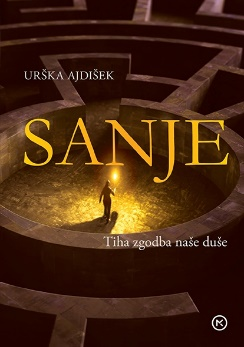 URŠKA AJDIŠEK
SANJE
Tiha zgodba naše duše